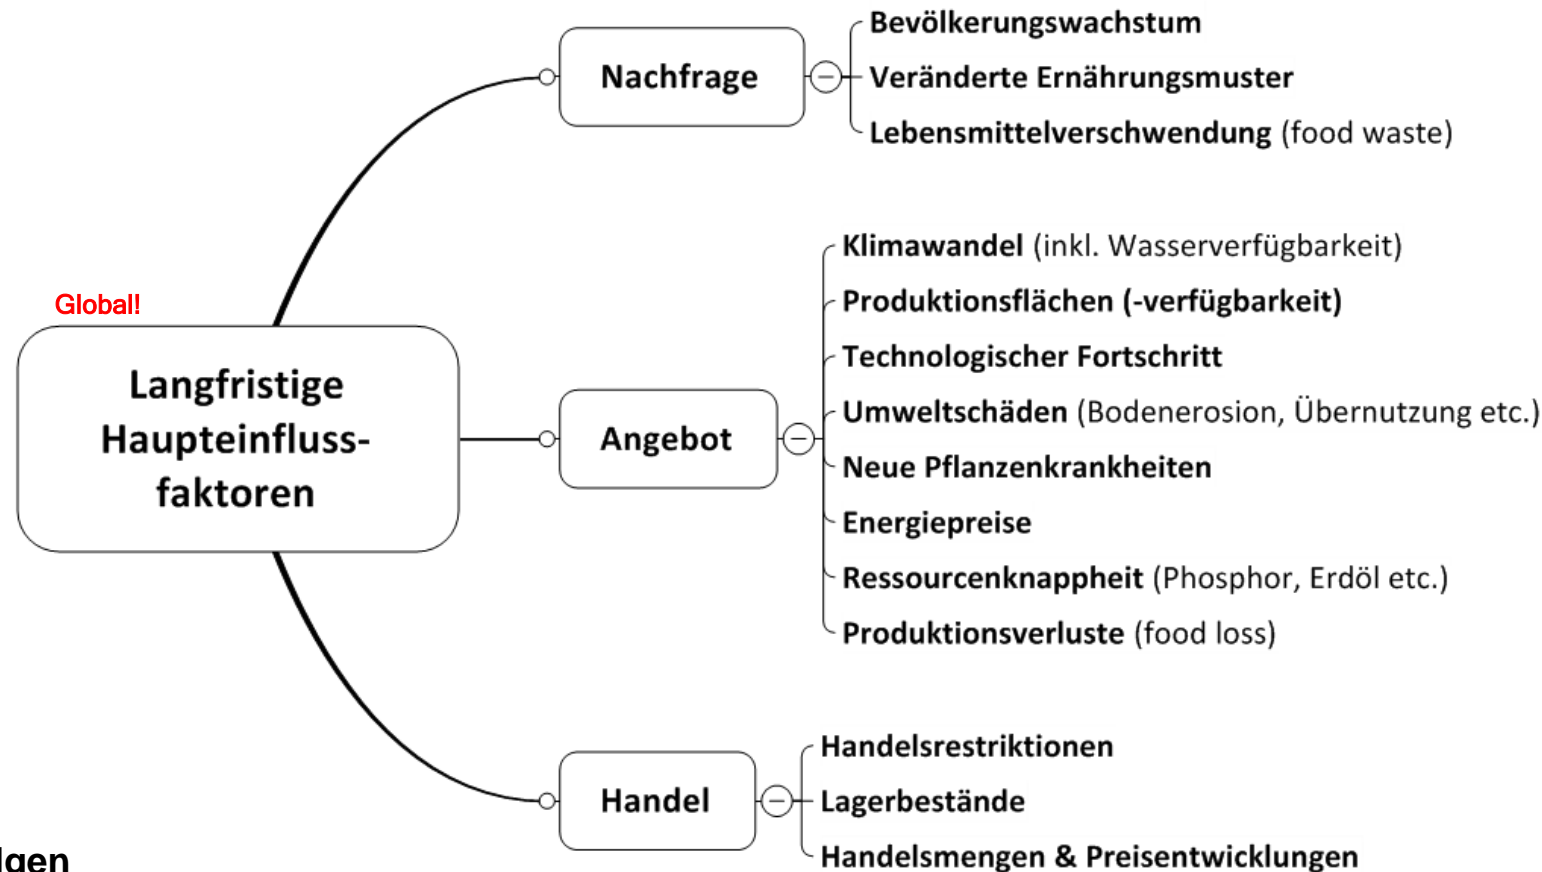 Global!
Langfristige
Haupteinfluss-
faktoren
Nachfrage
Bevölkerungswachstum
Veränderte Ernährungsmuster
Lebensmittelverschwendung (food waste)
Angebot
Klimawandel (inkl. Wasserverfügbarkeit)
Produktionsflächen (-verfügbarkeit)
Technologischer Fortschritt
Umweltschäden (Bodenerosion, Übernutzung etc.)
Neue Pflanzenkrankheiten
Energiepreise
Ressourcenknappheit (Phosphor, Erdöl etc.)
Produktionsverluste (food loss)
Handel
Handelsrestriktionen
Lagerbestände
Handelsmengen & Preisentwicklungen